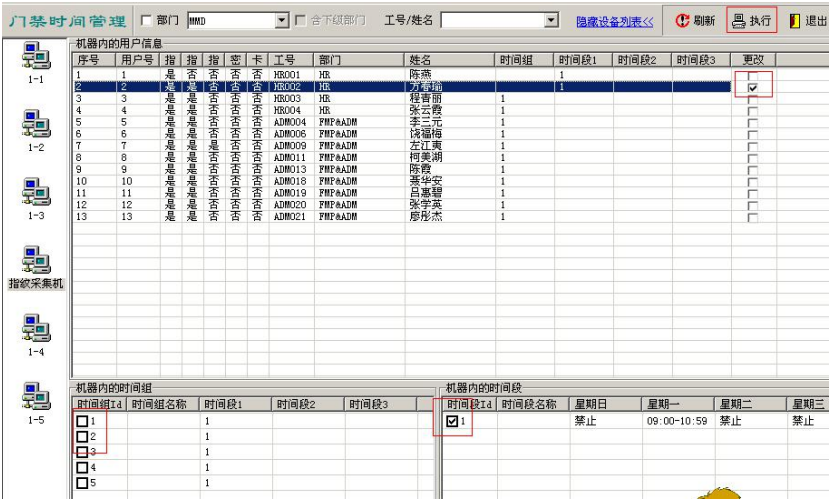 门禁时间管理 部门 MMD 含下级部门 工号/姓名 隐藏设备列表<< 刷新 执行 退出
机器内的用户信息
序号 用户号 指 指 指 密 卡 工号 部门 姓名 时间组 时间段1 时间段2 时间段3 更改
1 1 是 否 否 否 否 HR001 HR 陈燕 1
2 2 是 是 否 否 否 HR002 HR 方春瑜 1
3 3 是 是 否 否 否 HR003 HR 程青丽 1
4 4 是 是 否 否 否 HR004 HR 张云霞 1
5 5 是 是 否 否 否 ADM004 FMP&ADM 李三元 1
6 6 是 是 否 否 否 ADM006 FMP&ADM 饶福梅 1
7 7 是 是 是 否 否 ADM009 FMP&ADM 左江爽 1
8 8 是 是 否 否 否 ADM011 FMP&ADM 柯美湖 1
9 9 是 是 否 否 否 ADM013 FMP&ADM 陈霞 1
10 10 是 是 否 否 否 ADM018 FMP&ADM 聂华安 1
11 11 是 是 否 否 否 ADM019 FMP&ADM 吕惠碧 1
12 12 是 是 否 否 否 ADM020 FMP&ADM 张学英 1
13 13 是 是 否 否 否 ADM021 FMP&ADM 廖彤杰 1
1-1
1-2
1-3
指纹采集机
1-4
1-5
机器内的时间组
时间组Id 时间组名称 时间段1 时间段2 时间段3
1 1
2 1
3 1
4 1
5 1
机器内的时间段
时间段Id 时间段名称 星期日 星期一 星期二 星期三
1 禁止 09:00-10:59 禁止 禁止